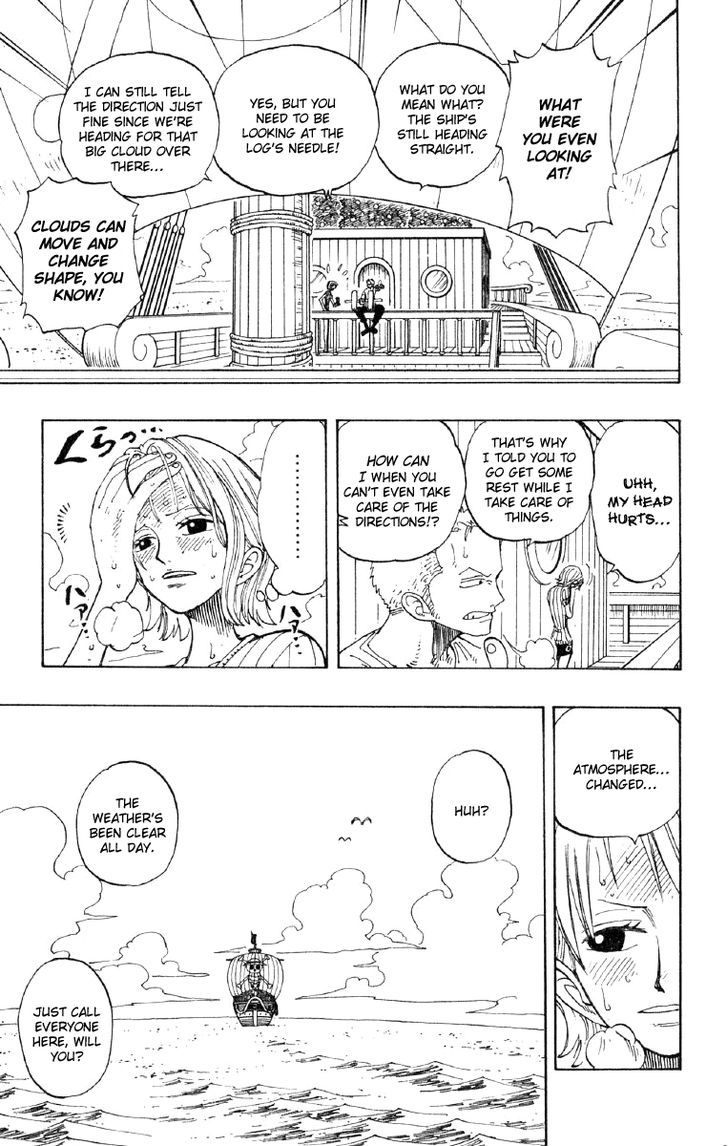 WHAT
WERE
YOU EVEN
LOOKING
AT!
WHAT DO YOU
MEAN WHAT?
THE SHIP'S
STILL HEADING
STRAIGHT.
YES, BUT YOU
NEED TO BE
LOOKING AT THE
LOG'S NEEDLE!
I CAN STILL TELL
THE DIRECTION JUST
FINE SINCE WE'RE
HEADING FOR THAT
BIG CLOUD OVER
THERE...
CLOUDS CAN
MOVE AND
CHANGE
SHAPE, YOU
KNOW!
UHH,
MY HEAD
HURTS...
THAT'S WHY
I TOLD YOU TO
GO GET SOME
REST WHILE I
TAKE CARE OF
THINGS.
HOW CAN
I WHEN YOU
CAN'T EVEN TAKE
CARE OF THE
DIRECTIONS!?
..........
くらっ...
ハァ
ハァ
THE
ATMOSPHERE...
CHANGED...
HUH?
THE
WEATHER'S
BEEN CLEAR
ALL DAY.
JUST CALL
EVERYONE
HERE, WILL
YOU?